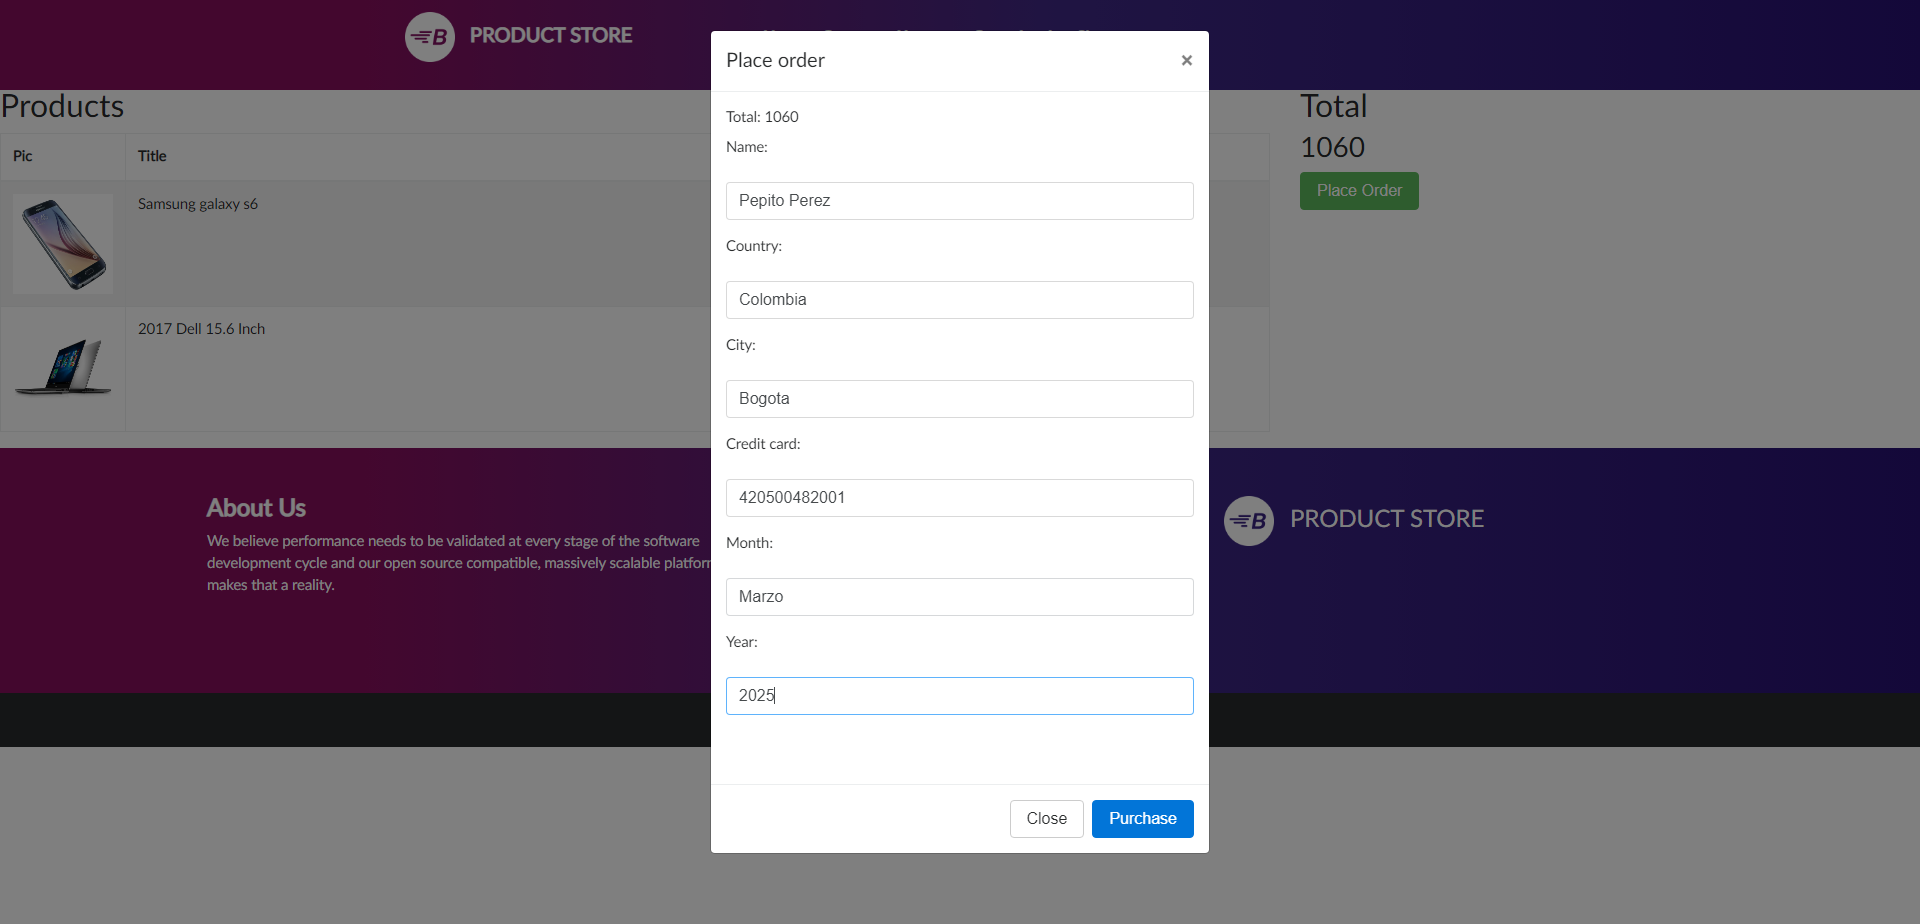 B PRODUCT STORE
Products
Pic Title
Samsung galaxy s6
2017 Dell 15.6 Inch
Total
1060
Place Order
Place order ×
Total: 1060
Name:
Pepito Perez
Country:
Colombia
City:
Bogota
Credit card:
420500482001
Month:
Marzo
Year:
2025
Close Purchase
About Us
We believe performance needs to be validated at every stage of the software
development cycle and our open source compatible, massively scalable
makes that a reality.
B PRODUCT STORE